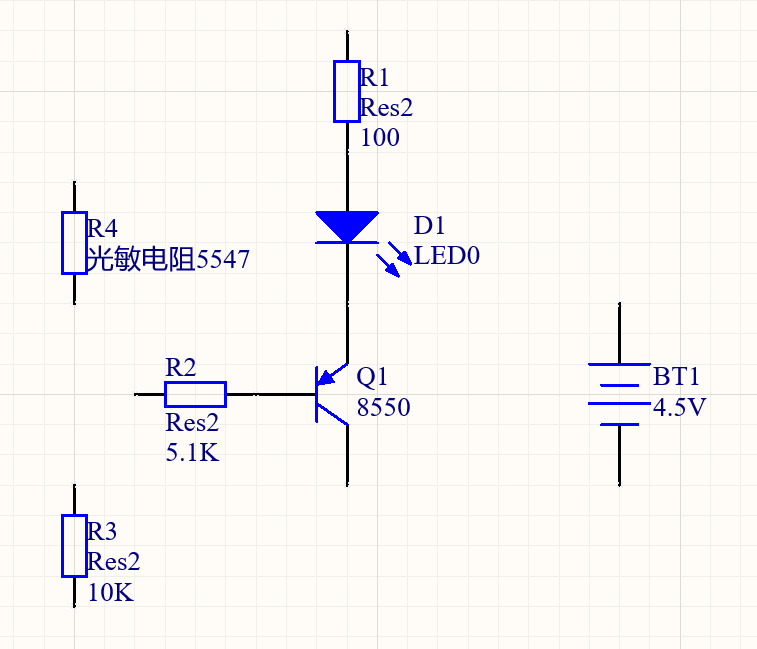 R1
Res2
100
R4
光敏电阻5547
D1
LED0
R2
Res2
5.1K
Q1
8550
BT1
4.5V
R3
Res2
10K